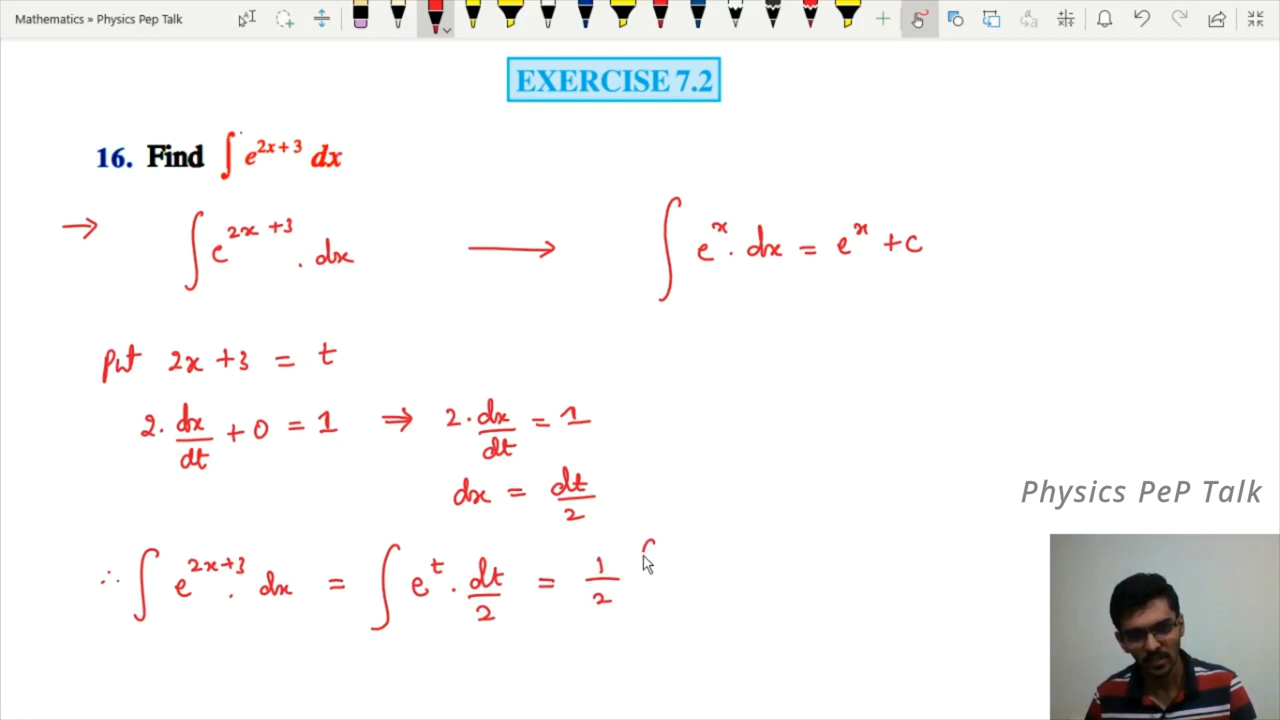 Mathematics » Physics Pep Talk
EXERCISE 7.2
16. Find ∫ e^{2x+3} dx
→ ∫ e^{2x+3} . dx ⟶ ∫ e^x . dx = e^x + c
Put 2x+3 = t
2. dx/dt + 0 = 1 ⇒ 2. dx/dt = 1
dx = dt/2
Physics PeP Talk
∴ ∫ e^{2x+3} . dx = ∫ e^t . dt/2 = 1/2